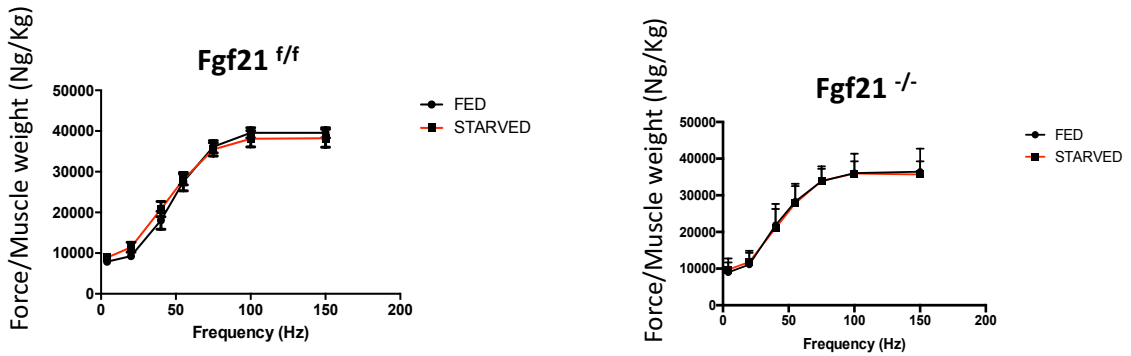 Force/Muscle weight (Ng/Kg)
Fgf21 f/f
50000
40000
30000
20000
10000
0
0 50 100 150 200
Frequency (Hz)
FED
STARVED
Force/Muscle weight (Ng/Kg)
Fgf21 -/-
50000
40000
30000
20000
10000
0
0 50 100 150 200
Frequency (Hz)
FED
STARVED